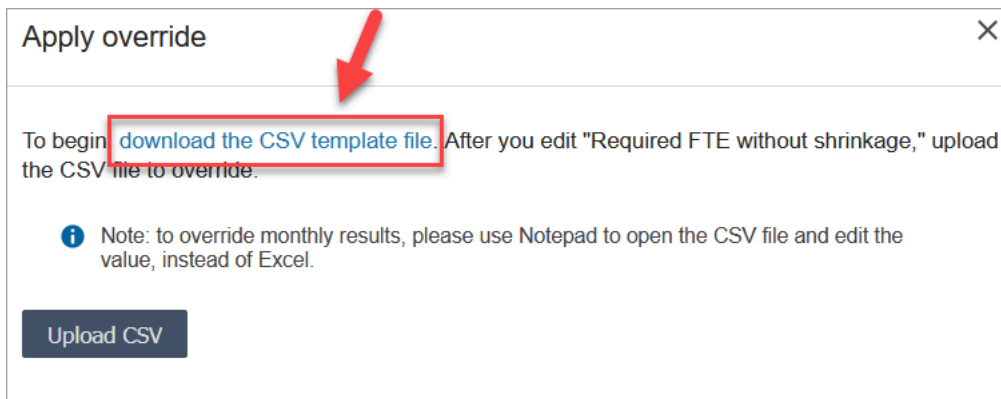 Apply override
To begin, download the CSV template file. After you edit "Required FTE without shrinkage," upload
the CSV file to override.
Note: to override monthly results, please use Notepad to open the CSV file and edit the
value, instead of Excel.
Upload CSV